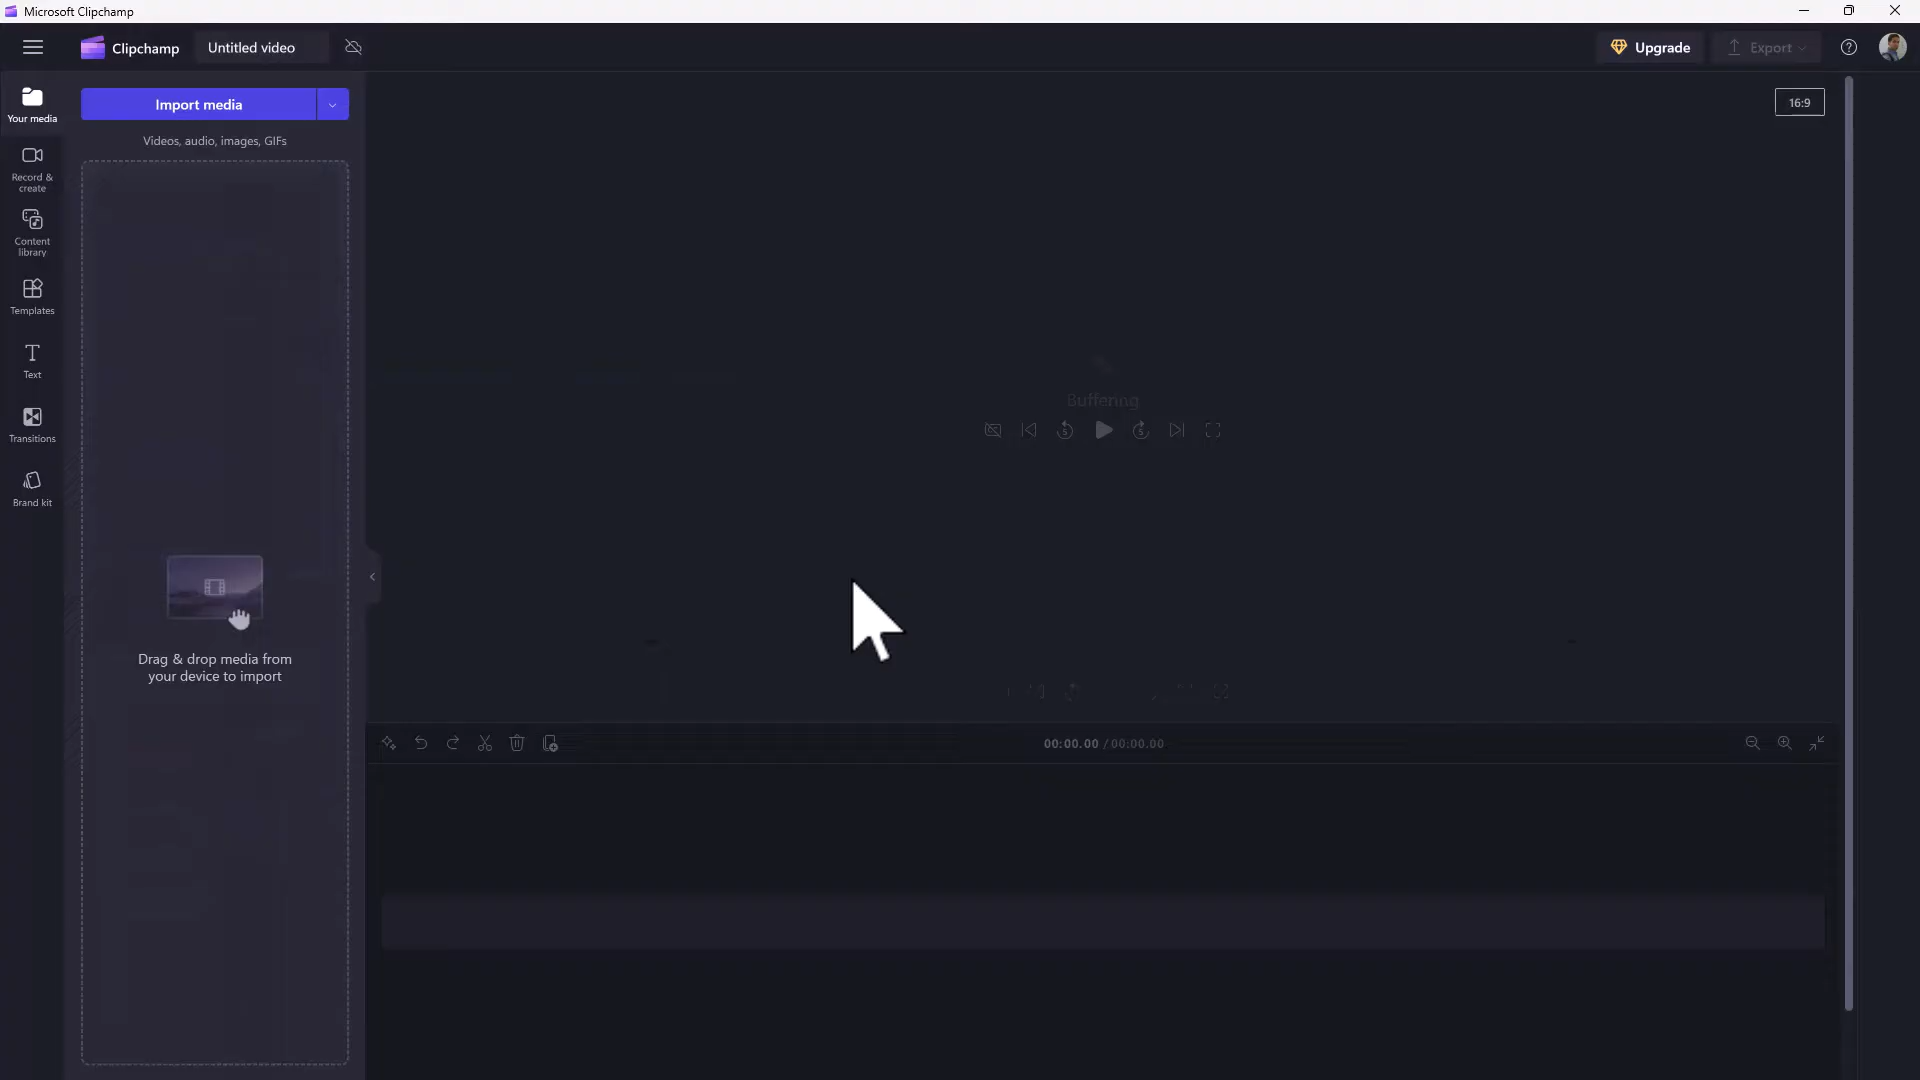 Microsoft Clipchamp
Clipchamp
Untitled video
Upgrade
Export
Your media
Import media
16:9
Videos, audio, images, GIFs
Record &
create
Content
library
Templates
Text
Transitions
Brand kit
Buffering
5
5
Drag & drop media from
your device to import
00:00.00 / 00:00.00